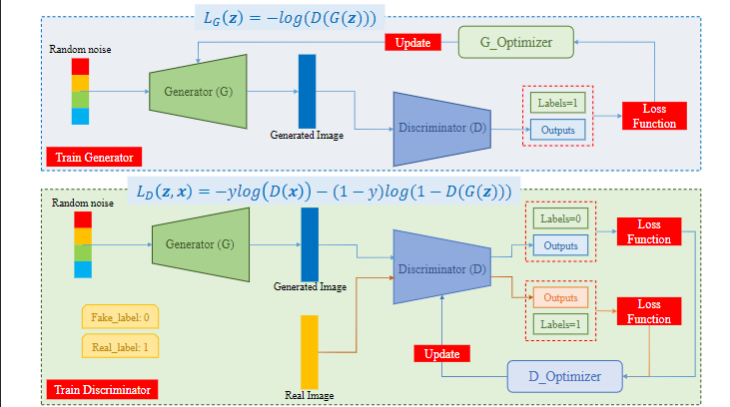 L_G(z) = −log(D(G(z)))
Random noise
Update
G_Optimizer
Generator (G)
Generated Image
Discriminator (D)
Labels=1
Outputs
Loss
Function
Train Generator
L_D(z, x) = −ylog(D(x)) − (1 − y)log(1 − D(G(z)))
Random noise
Generator (G)
Generated Image
Discriminator (D)
Labels=0
Outputs
Loss
Function
Outputs
Labels=1
Loss
Function
Fake_label: 0
Real_label: 1
Update
D_Optimizer
Real Image
Train Discriminator